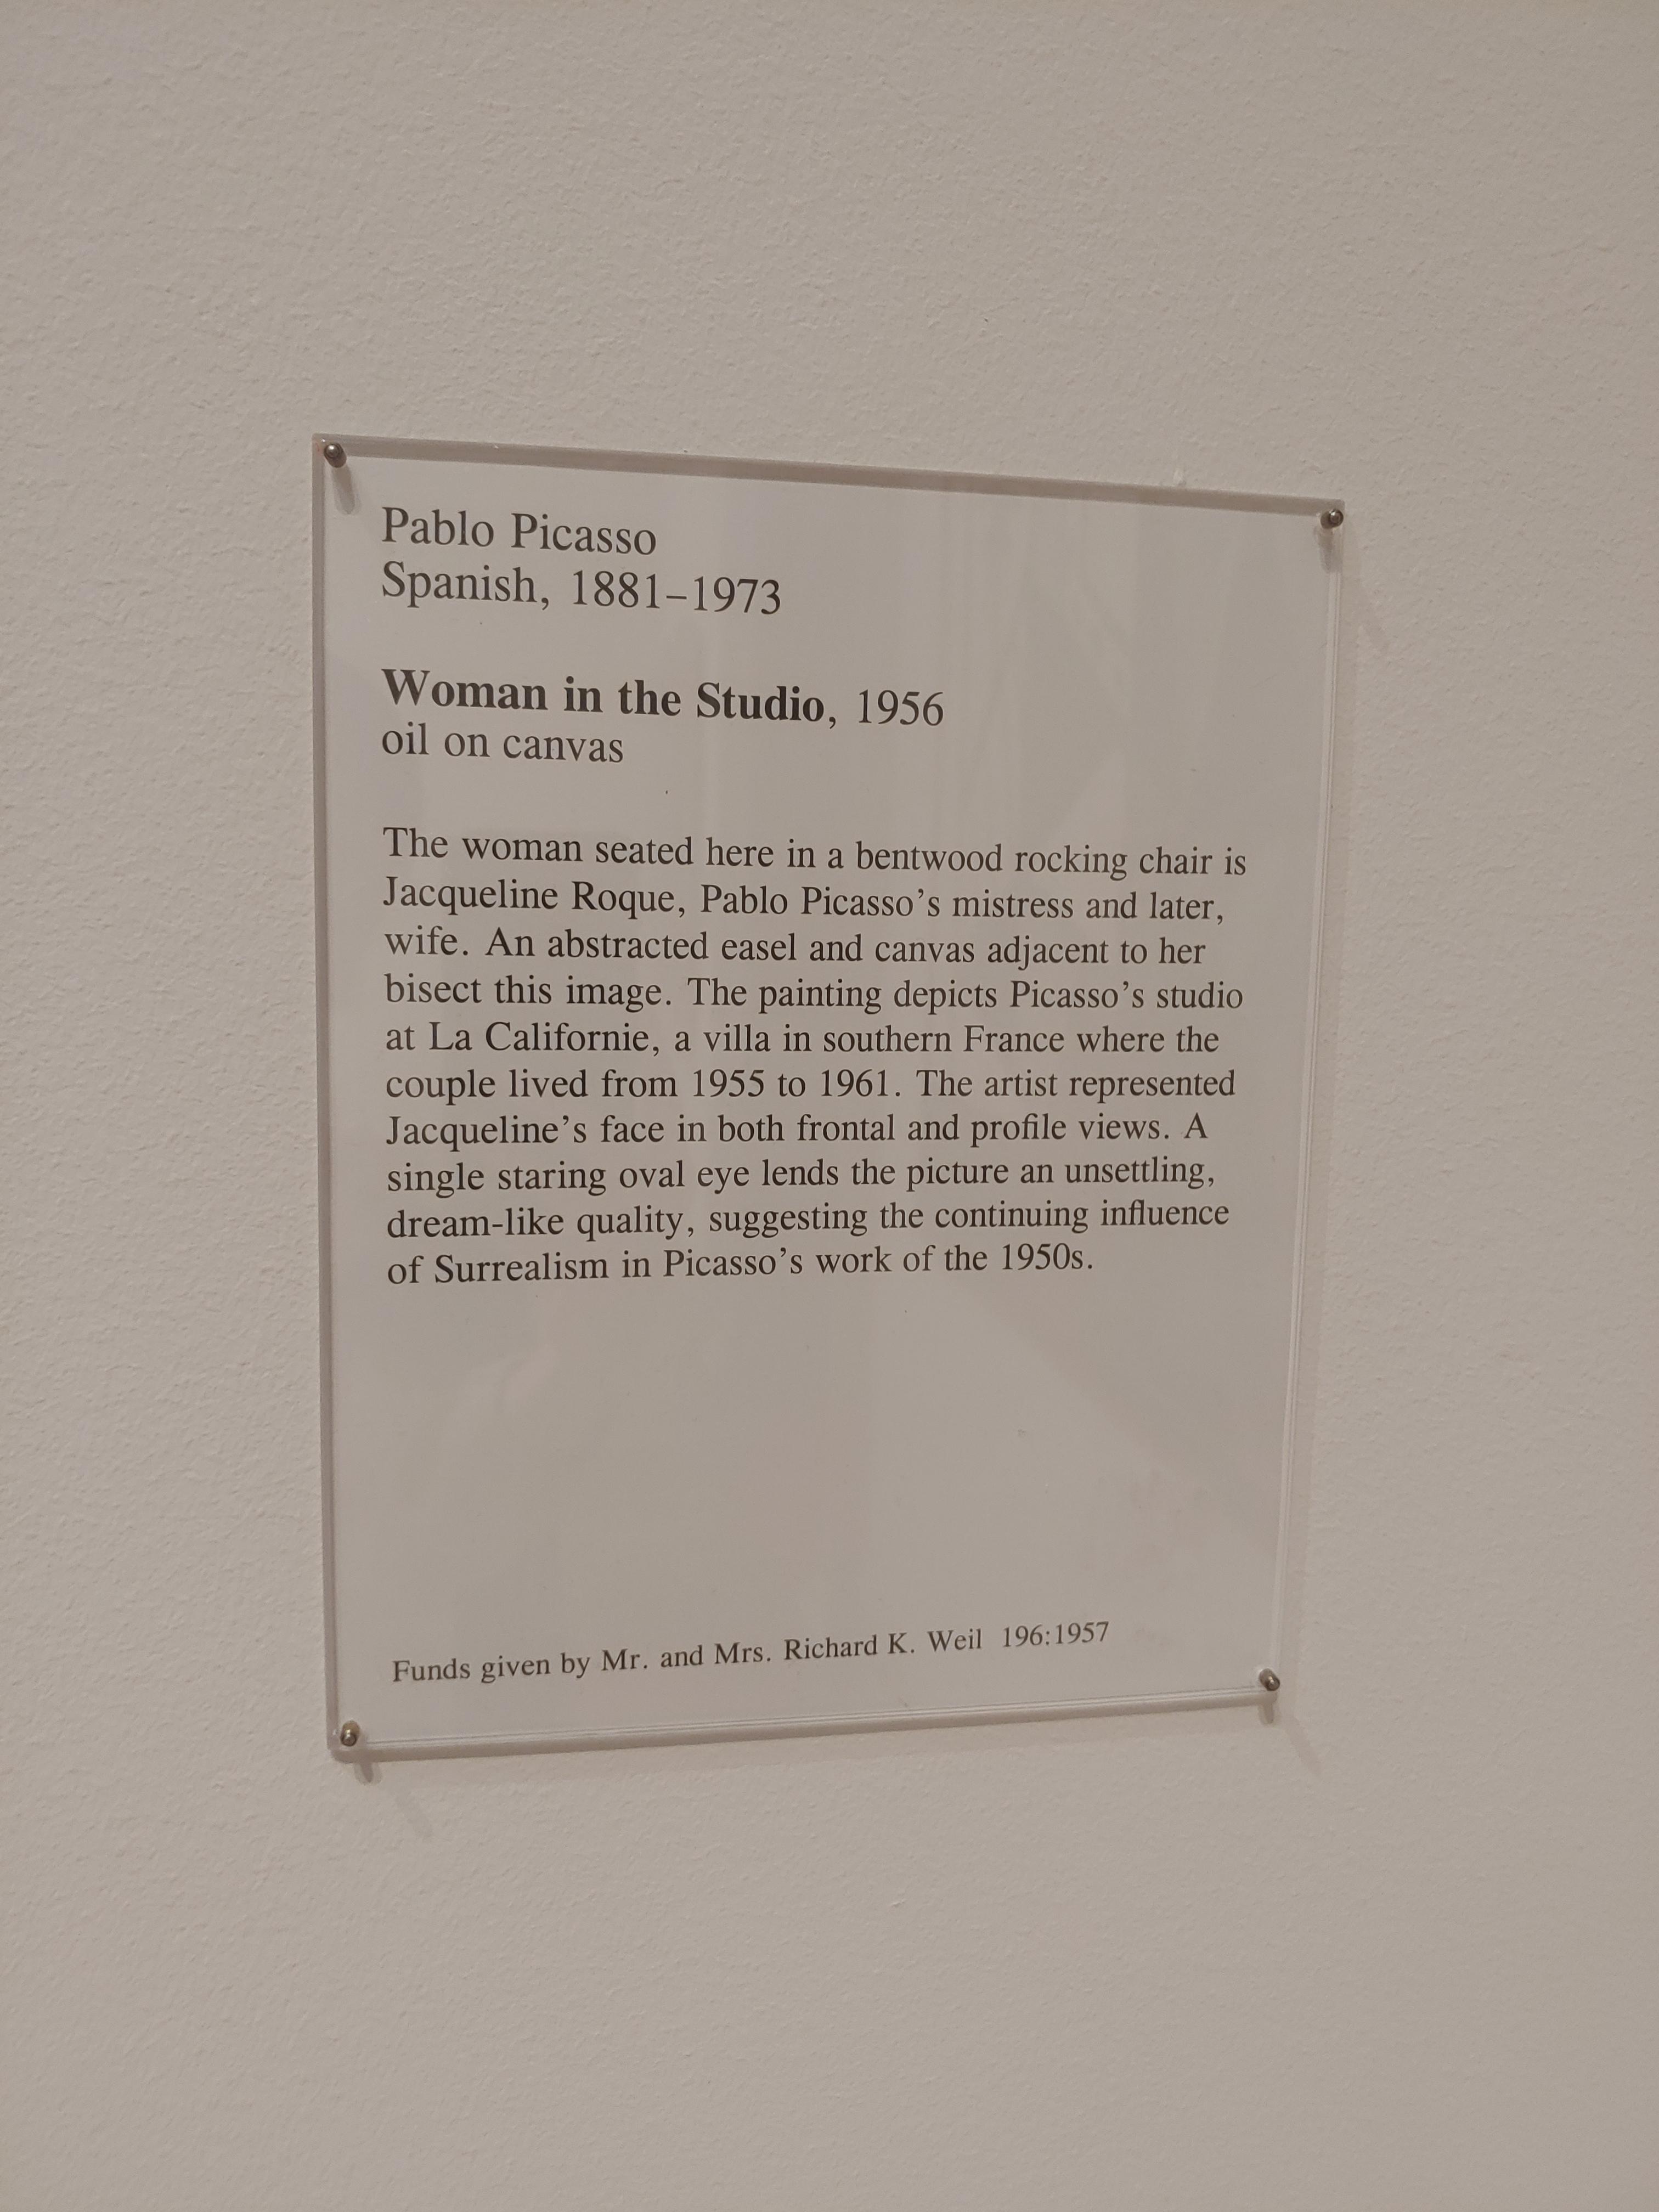 Pablo Picasso
Spanish, 1881–1973
Woman in the Studio, 1956
oil on canvas
The woman seated here in a bentwood rocking chair is
Jacqueline Roque, Pablo Picasso's mistress and later,
wife. An abstracted easel and canvas adjacent to her
bisect this image. The painting depicts Picasso's studio
at La Californie, a villa in southern France where the
couple lived from 1955 to 1961. The artist represented
Jacqueline's face in both frontal and profile views. A
single staring oval eye lends the picture an unsettling,
dream-like quality, suggesting the continuing influence
of Surrealism in Picasso's work of the 1950s.
Funds given by Mr. and Mrs. Richard K. Weil 196:1957